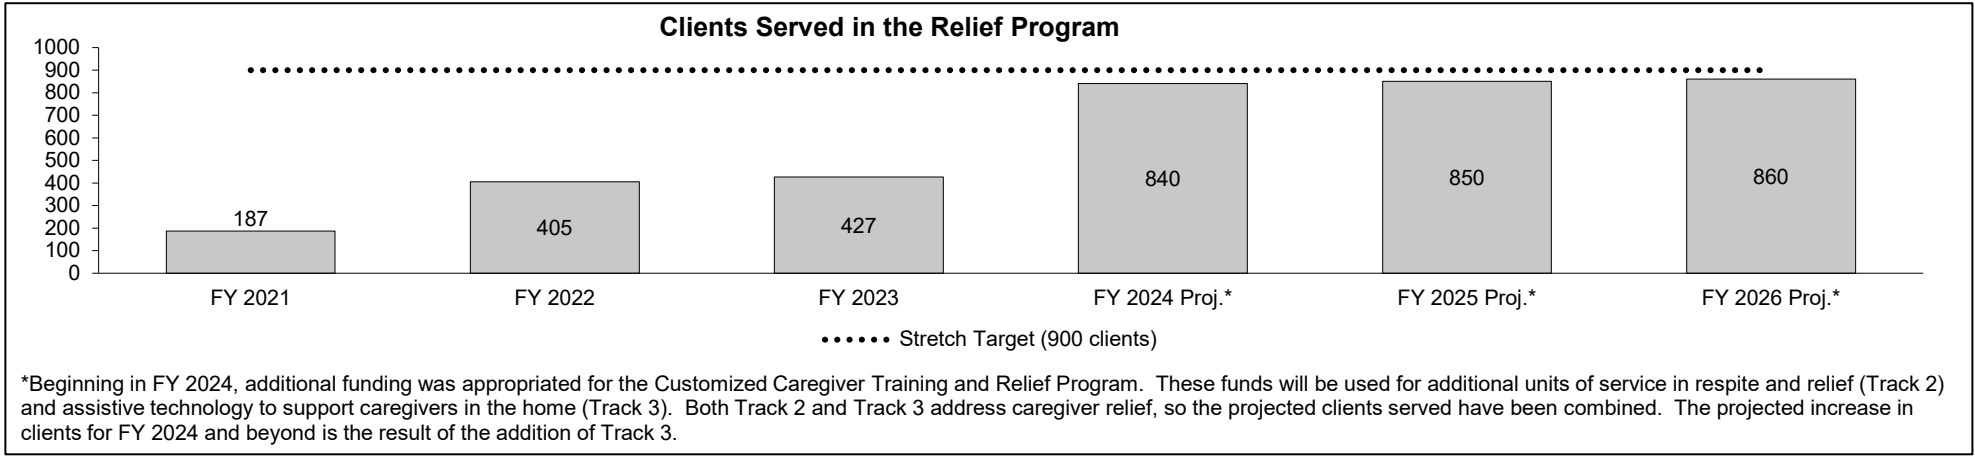 Clients Served in the Relief Program
1000
900
800
700
600
500
400
300
200
100
0
187
405
427
840
850
860
FY 2021
FY 2022
FY 2023
FY 2024 Proj.*
FY 2025 Proj.*
FY 2026 Proj.*
Stretch Target (900 clients)
*Beginning in FY 2024, additional funding was appropriated for the Customized Caregiver Training and Relief Program.  These funds will be used for additional units of service in respite and relief (Track 2)
and assistive technology to support caregivers in the home (Track 3).  Both Track 2 and Track 3 address caregiver relief, so the projected clients served have been combined.  The projected increase in
clients for FY 2024 and beyond is the result of the addition of Track 3.